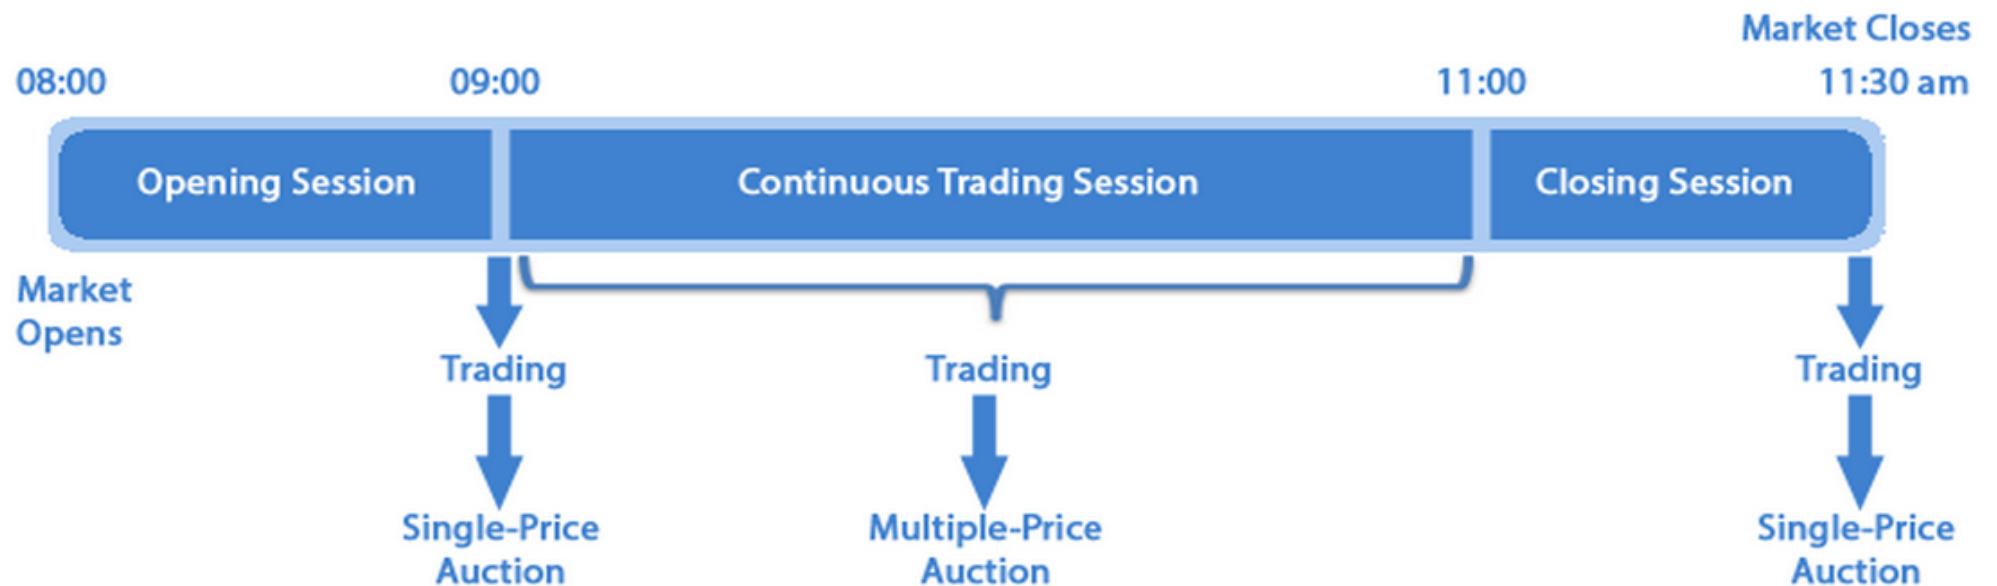 Market Closes
08:00
09:00
11:00
11:30 am
Opening Session
Continuous Trading Session
Closing Session
Market
Opens
Trading
Trading
Trading
Single-Price
Auction
Multiple-Price
Auction
Single-Price
Auction